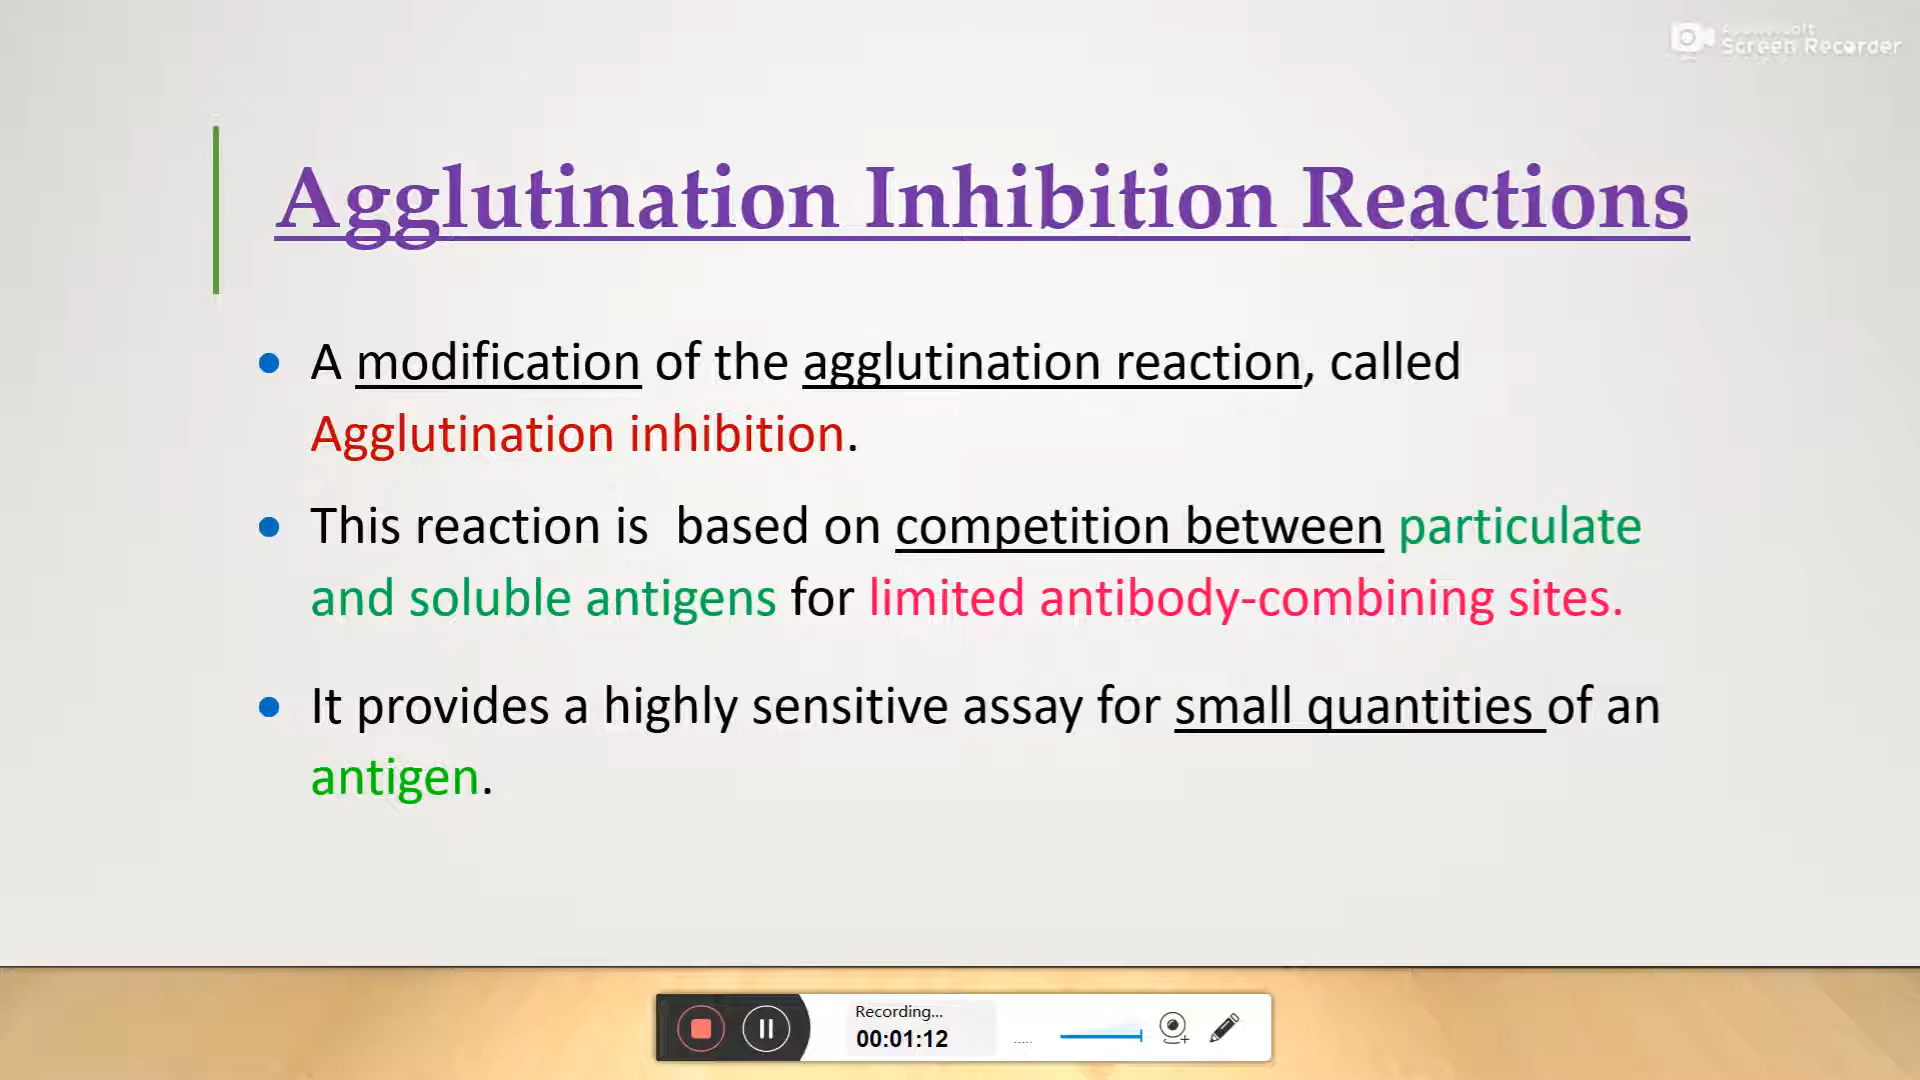 Screen Recorder
Agglutination Inhibition Reactions
• A modification of the agglutination reaction, called
Agglutination inhibition.
• This reaction is  based on competition between particulate
and soluble antigens for limited antibody-combining sites.
• It provides a highly sensitive assay for small quantities of an
antigen.
Recording...
00:01:12